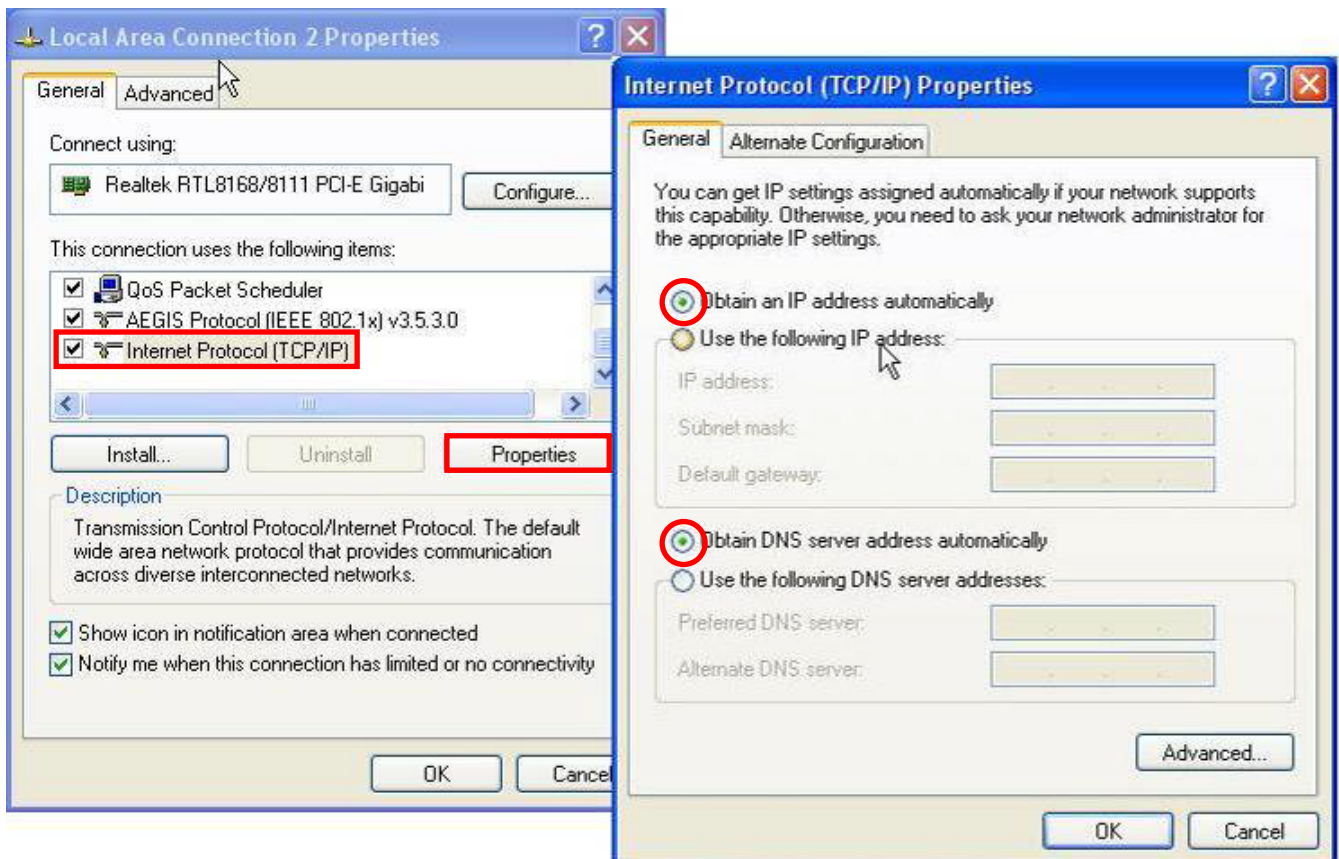 Local Area Connection 2 Properties
General
Advanced
Connect using:
Realtek RTL8168/8111 PCI-E Gigabi
Configure...
This connection uses the following items:
QoS Packet Scheduler
AEGIS Protocol (IEEE 802.1x) v3.5.3.0
Internet Protocol (TCP/IP)
Install...
Uninstall
Properties
Description
Transmission Control Protocol/Internet Protocol. The default
wide area network protocol that provides communication
across diverse interconnected networks.
Show icon in notification area when connected
Notify me when this connection has limited or no connectivity
OK
Cancel
Internet Protocol (TCP/IP) Properties
General
Alternate Configuration
You can get IP settings assigned automatically if your network supports
this capability. Otherwise, you need to ask your network administrator for
the appropriate IP settings.
Obtain an IP address automatically
Use the following IP address:
IP address:
Subnet mask:
Default gateway:
Obtain DNS server address automatically
Use the following DNS server addresses:
Preferred DNS server:
Alternate DNS server:
Advanced...
OK
Cancel